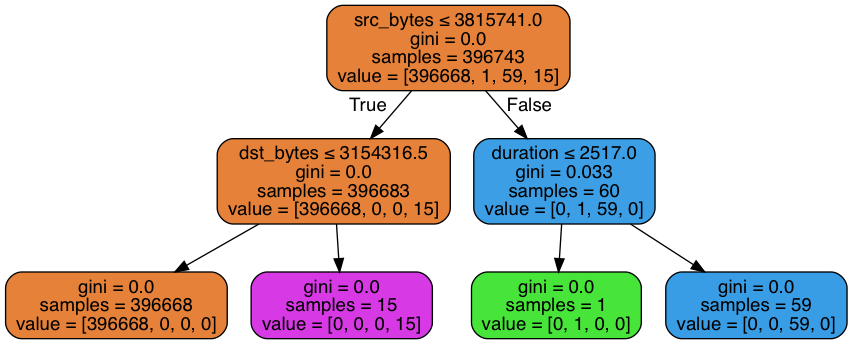 src_bytes ≤ 3815741.0
gini = 0.0
samples = 396743
value = [396668, 1, 59, 15]
True
False
dst_bytes ≤ 3154316.5
gini = 0.0
samples = 396683
value = [396668, 0, 0, 15]
duration ≤ 2517.0
gini = 0.033
samples = 60
value = [0, 1, 59, 0]
gini = 0.0
samples = 396668
value = [396668, 0, 0, 0]
gini = 0.0
samples = 15
value = [0, 0, 0, 15]
gini = 0.0
samples = 1
value = [0, 1, 0, 0]
gini = 0.0
samples = 59
value = [0, 0, 59, 0]